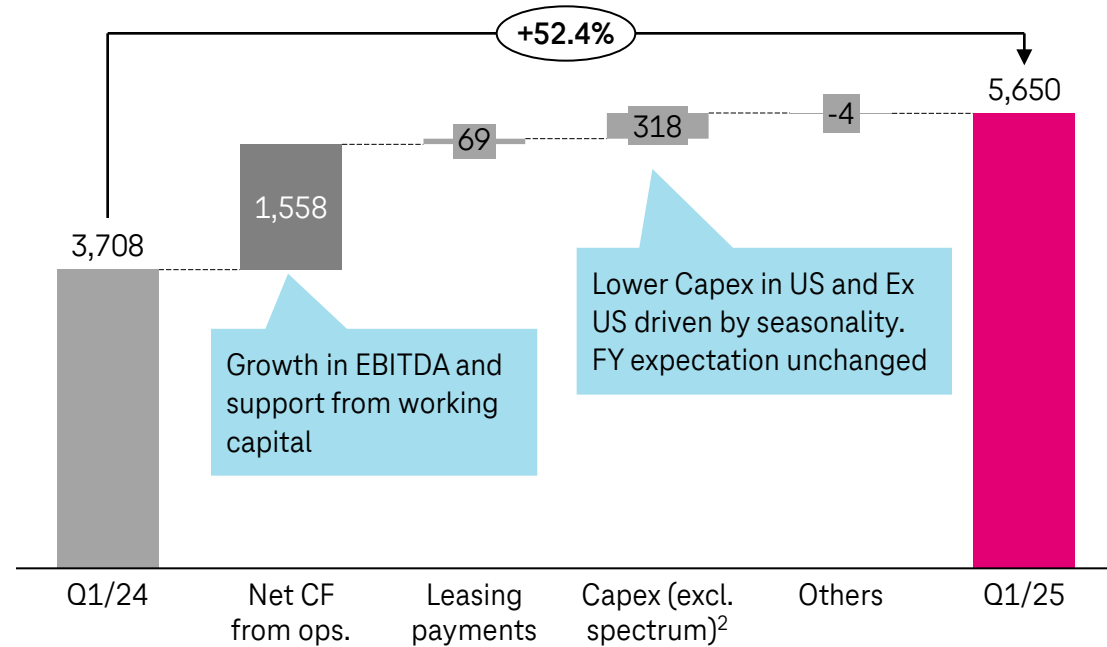 +52.4%
5,650
-4
318
69
1,558
3,708
Lower Capex in US and Ex
US driven by seasonality.
FY expectation unchanged
Growth in EBITDA and
support from working
capital
Q1/24
Net CF
from ops.
Leasing
payments
Capex (excl.
spectrum)²
Others
Q1/25